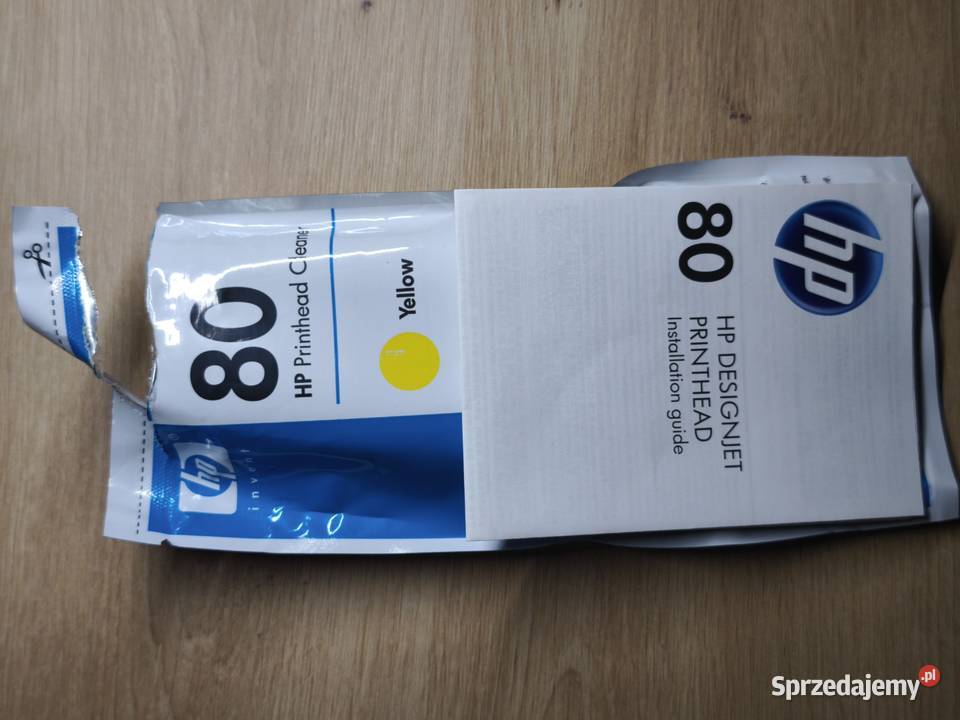 80
HP Printhead Cleaner
Yellow
hp
invent
hp
80
HP DESIGNJET
PRINTHEAD
Installation guide
Sprzedajemy.pl